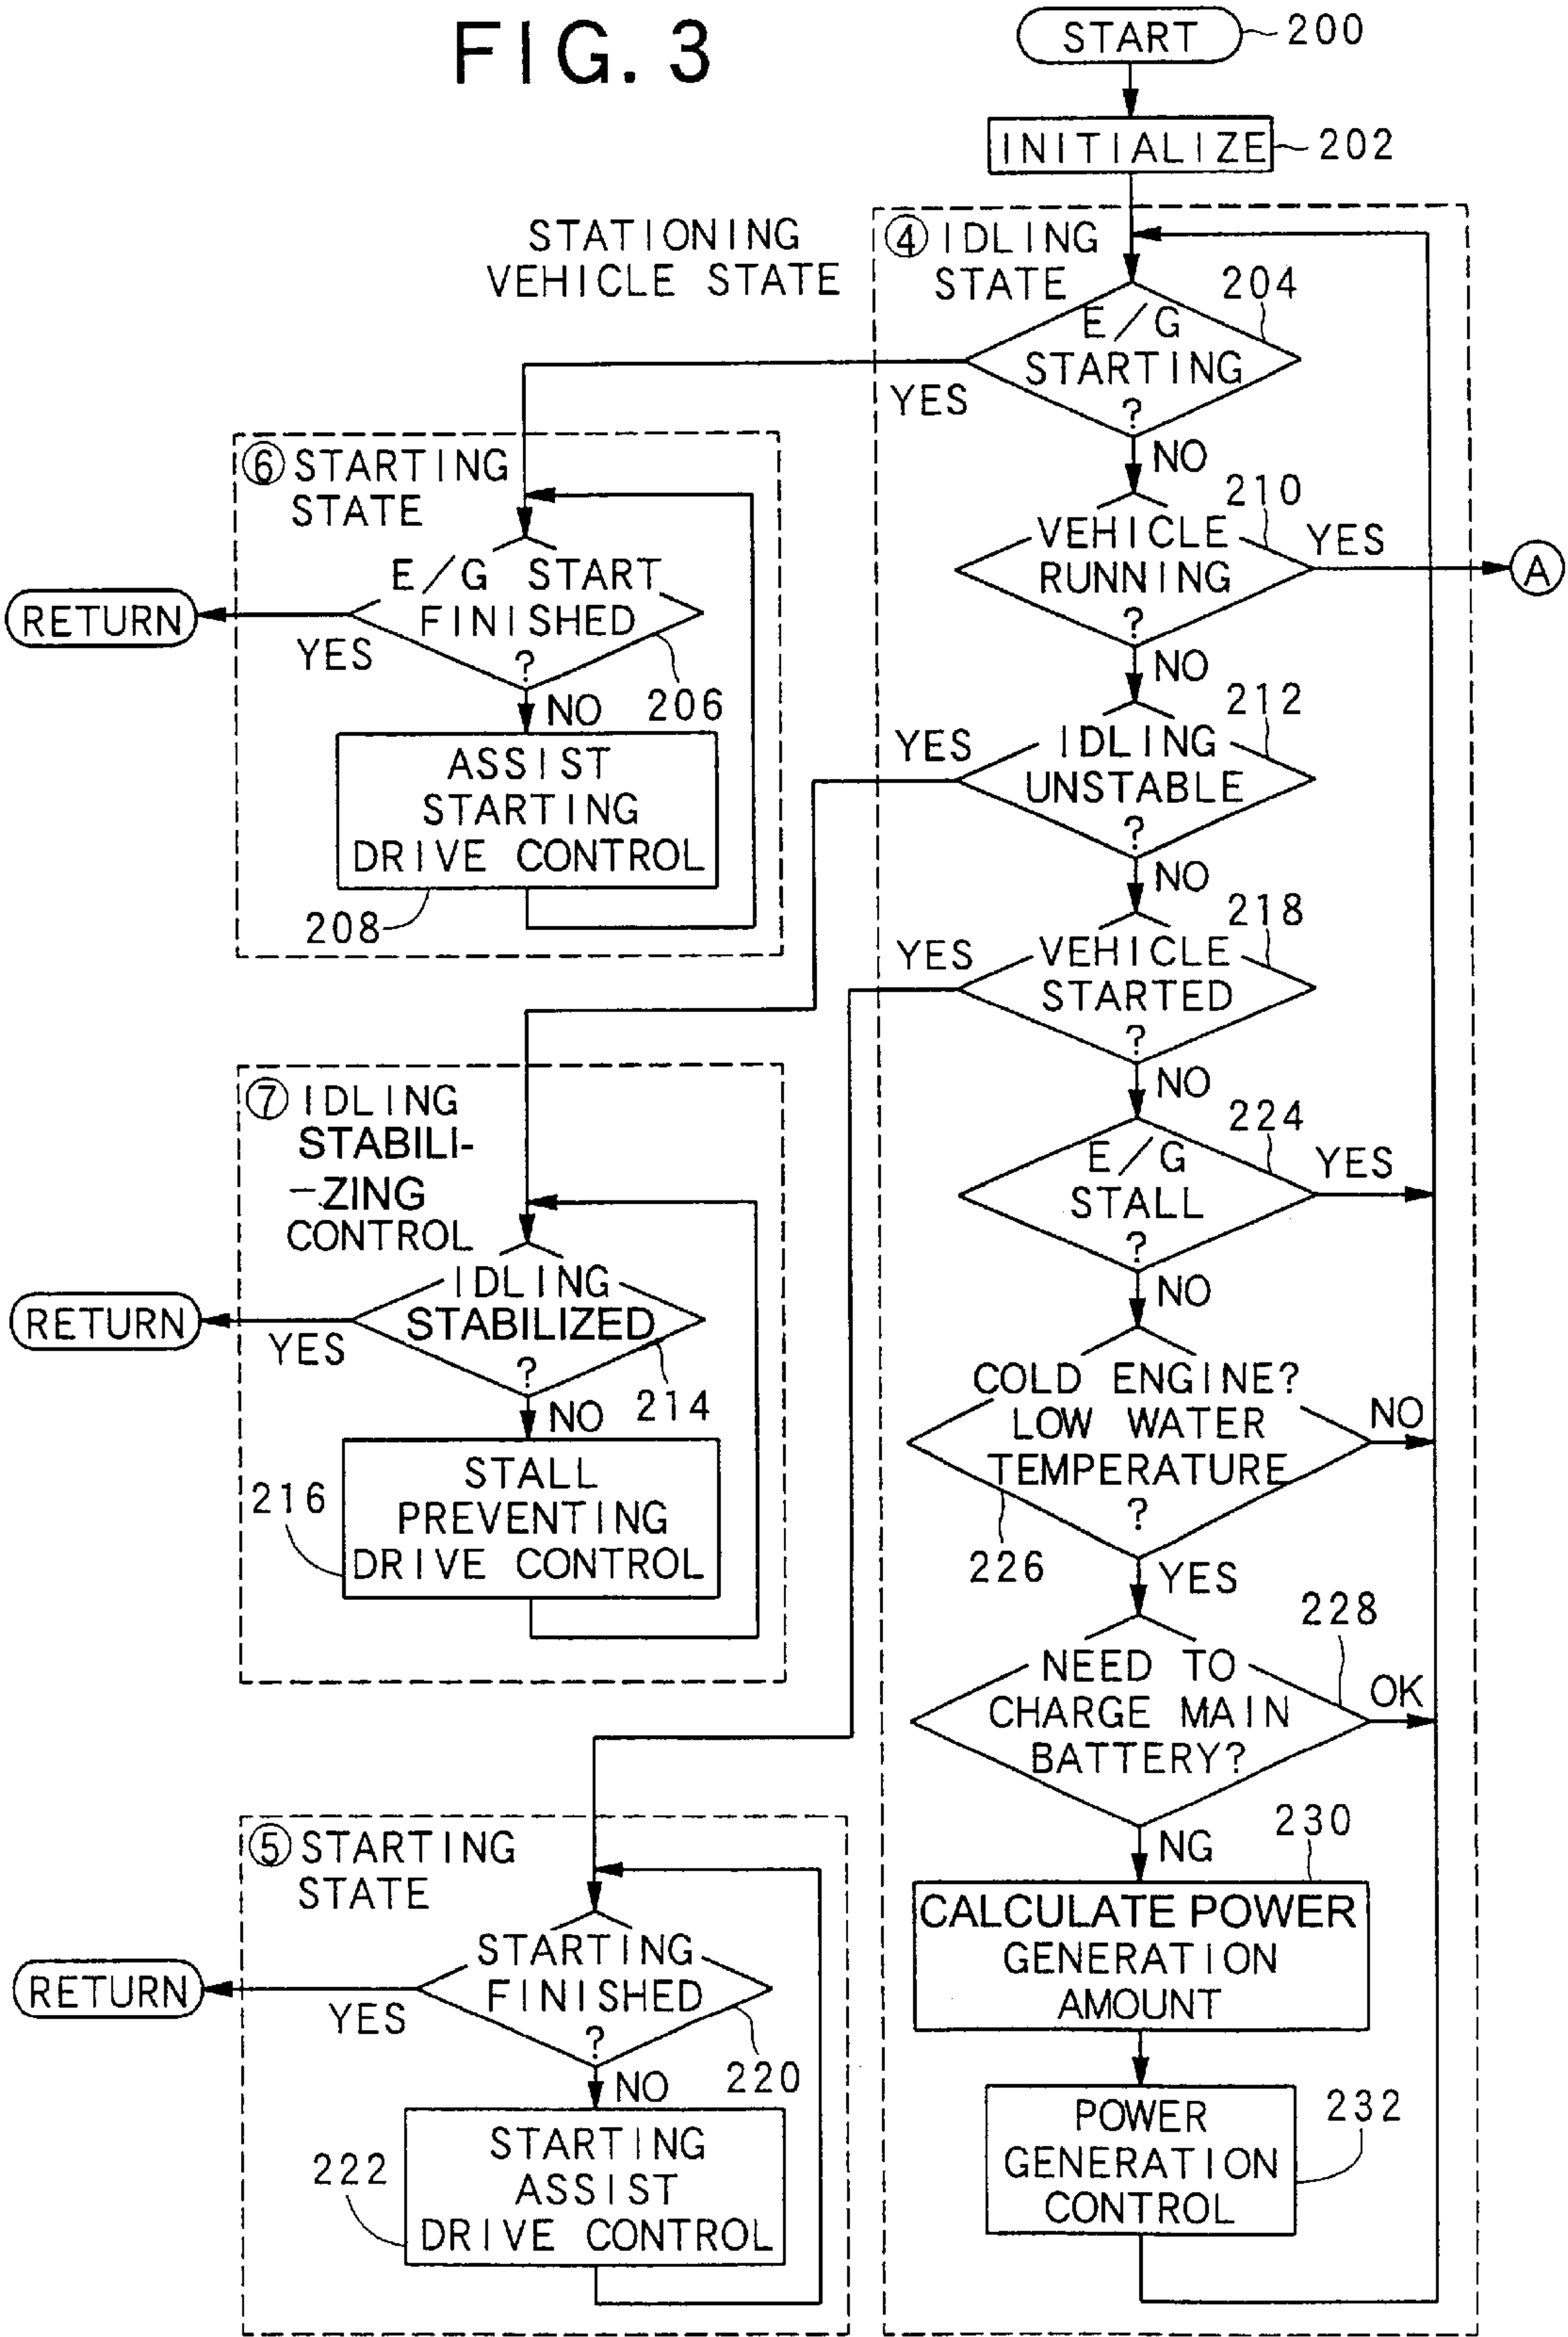 FIG. 3
START
200
INITIALIZE
202
STATIONING
VEHICLE STATE
④ IDLING
STATE
204
E/G
STARTING
?
YES
NO
⑥ STARTING
STATE
E/G START
FINISHED
?
RETURN
YES
206
NO
ASSIST
STARTING
DRIVE CONTROL
208
210
VEHICLE
RUNNING
?
YES
A
NO
212
IDLING
UNSTABLE
?
YES
NO
218
VEHICLE
STARTED
?
YES
NO
⑦ IDLING
STABILI-
-ZING
CONTROL
IDLING
STABILIZED
?
RETURN
YES
214
NO
STALL
PREVENTING
DRIVE CONTROL
216
224
E/G
STALL
?
YES
NO
COLD ENGINE?
LOW WATER
TEMPERATURE
?
NO
226
YES
228
NEED TO
CHARGE MAIN
BATTERY?
OK
NG
230
CALCULATE POWER
GENERATION
AMOUNT
POWER
GENERATION
CONTROL
232
⑤ STARTING
STATE
STARTING
FINISHED
?
RETURN
YES
220
NO
STARTING
ASSIST
DRIVE CONTROL
222